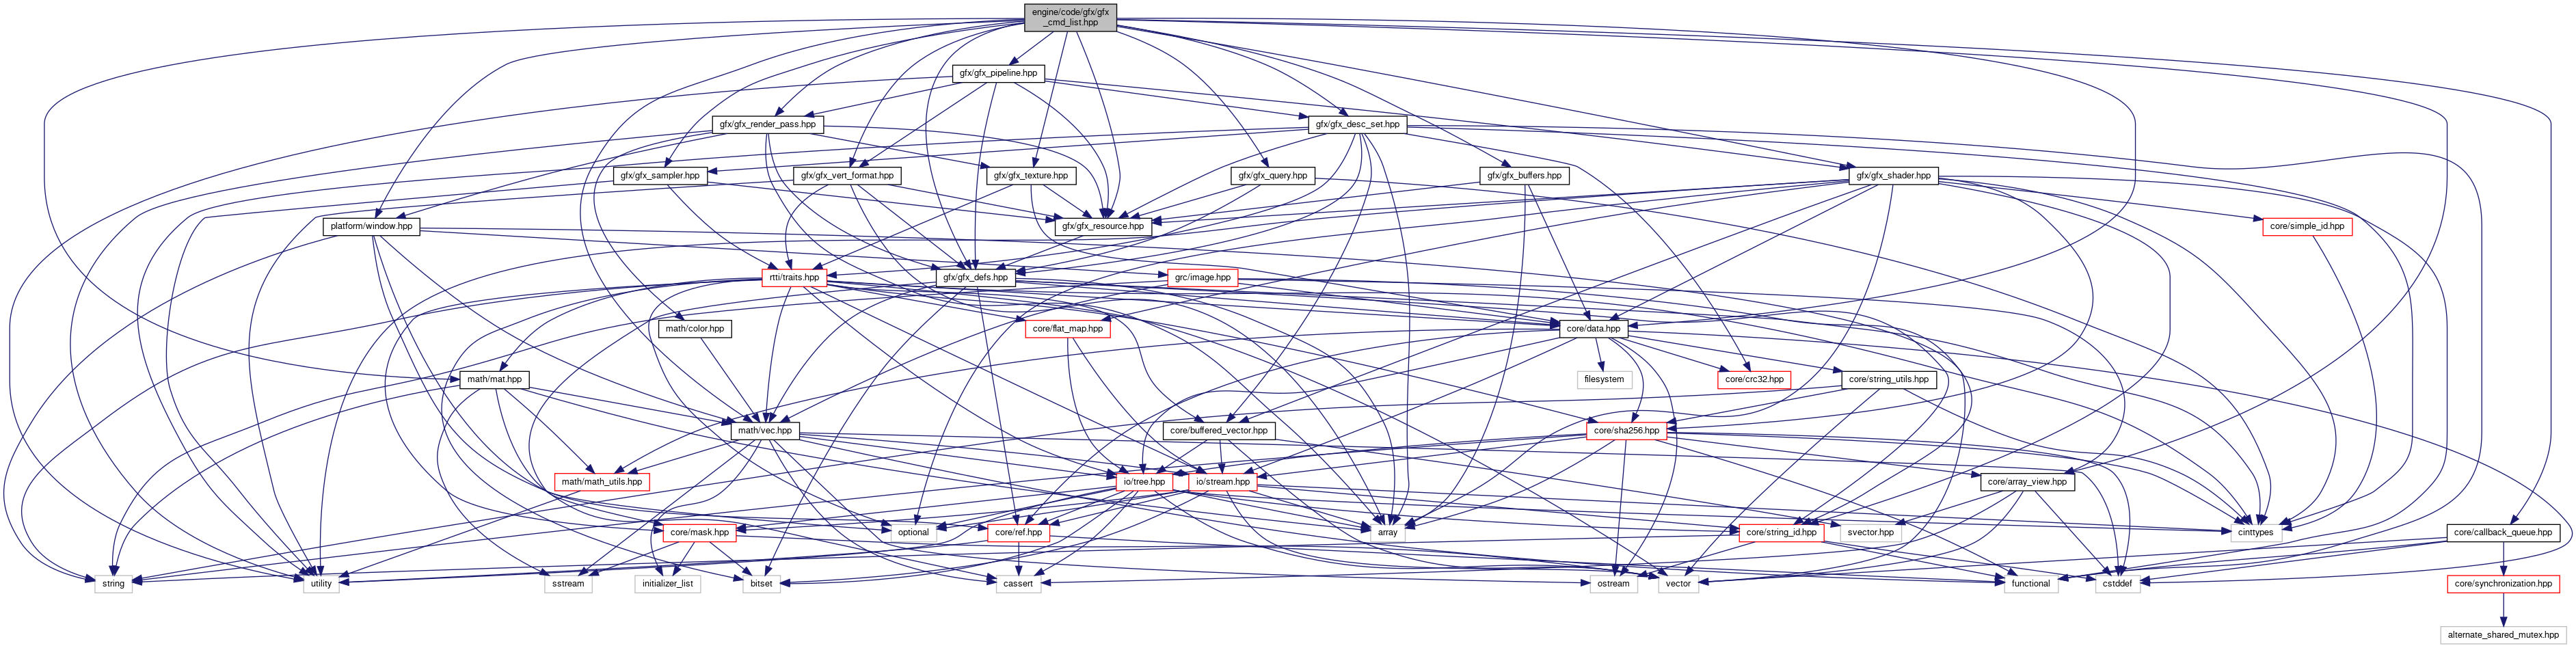 engine/code/gfx/gfx
_cmd_list.hpp
gfx/gfx_pipeline.hpp
gfx/gfx_render_pass.hpp
gfx/gfx_desc_set.hpp
gfx/gfx_sampler.hpp
gfx/gfx_vert_format.hpp
gfx/gfx_texture.hpp
gfx/gfx_query.hpp
gfx/gfx_buffers.hpp
gfx/gfx_shader.hpp
platform/window.hpp
gfx/gfx_resource.hpp
core/simple_id.hpp
rtti/traits.hpp
gfx/gfx_defs.hpp
grc/image.hpp
math/color.hpp
core/flat_map.hpp
core/data.hpp
math/mat.hpp
filesystem
core/crc32.hpp
core/string_utils.hpp
math/vec.hpp
core/buffered_vector.hpp
core/sha256.hpp
math/math_utils.hpp
io/tree.hpp
io/stream.hpp
core/array_view.hpp
core/mask.hpp
optional
core/ref.hpp
array
core/string_id.hpp
svector.hpp
cinttypes
core/callback_queue.hpp
string
utility
sstream
initializer_list
bitset
cassert
ostream
vector
functional
cstddef
core/synchronization.hpp
alternate_shared_mutex.hpp